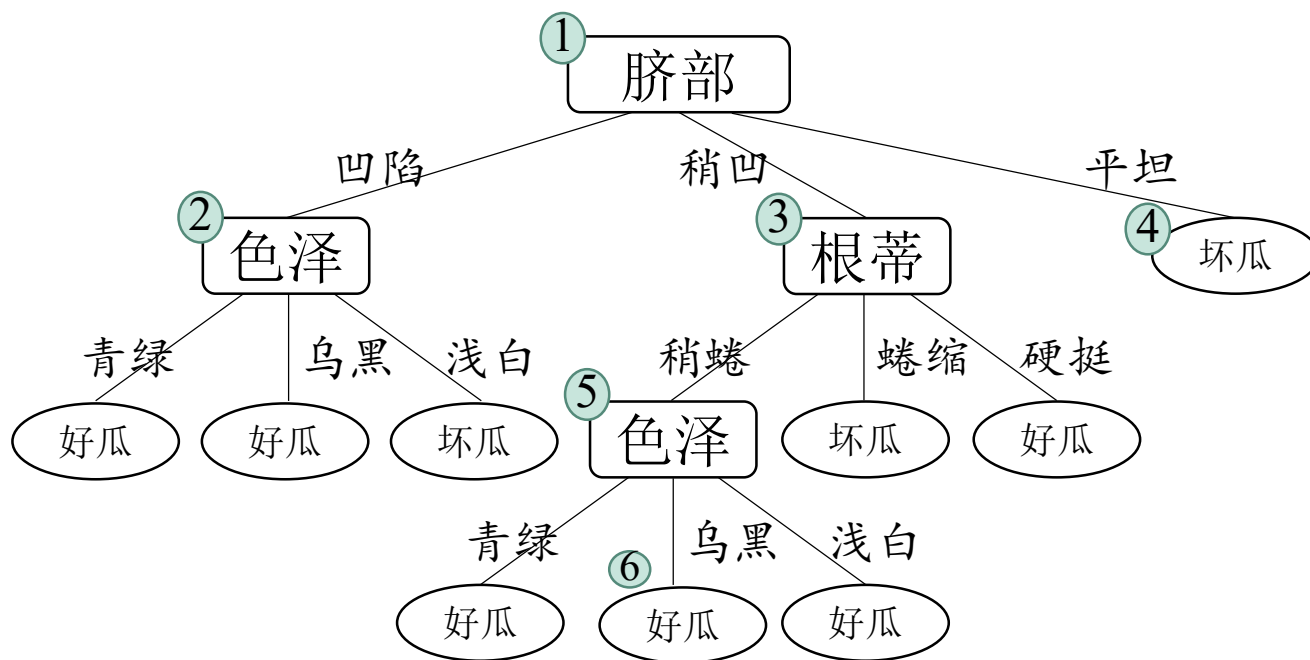 1
脐部
凹陷
稍凹
平坦
2
色泽
3
根蒂
4
坏瓜
青绿
乌黑
浅白
稍蜷
蜷缩
硬挺
好瓜
好瓜
坏瓜
5
色泽
坏瓜
好瓜
青绿
乌黑
浅白
6
好瓜
好瓜
好瓜